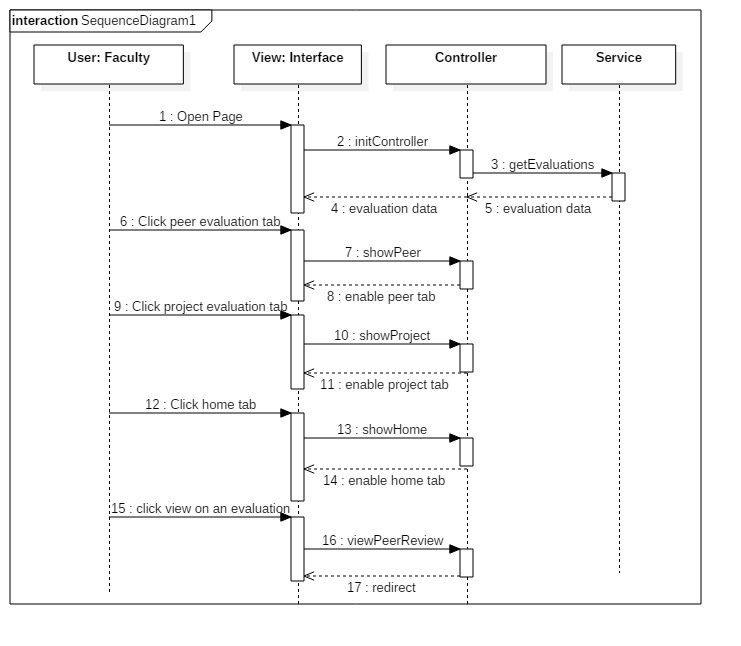 interaction SequenceDiagram1
User: Faculty
View: Interface
Controller
Service
1 : Open Page
2 : initController
3 : getEvaluations
4 : evaluation data
5 : evaluation data
6 : Click peer evaluation tab
7 : showPeer
8 : enable peer tab
9 : Click project evaluation tab
10 : showProject
11 : enable project tab
12 : Click home tab
13 : showHome
14 : enable home tab
15 : click view on an evaluation
16 : viewPeerReview
17 : redirect